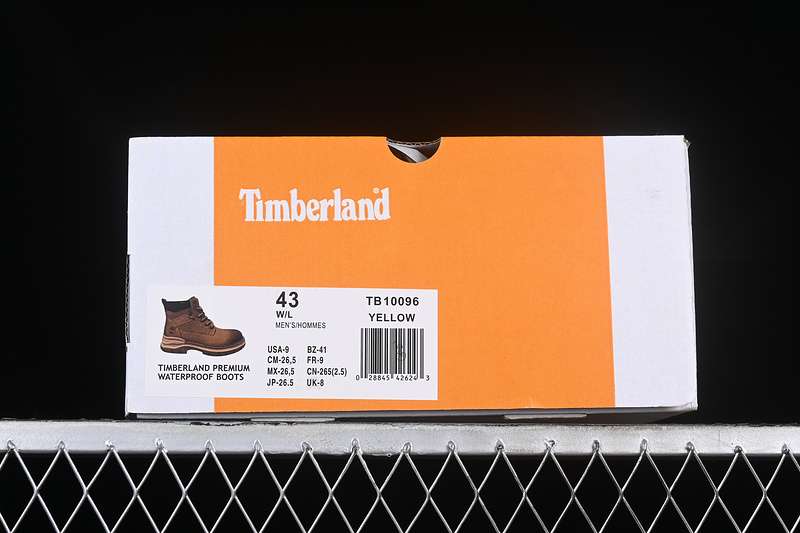 Timberland
43
W/L
MEN'S/HOMMES
TB10096
YELLOW
USA-9 BZ-41
CM-26,5 FR-9
MX-26,5 CN-265(2.5)
JP-26.5 UK-8
TIMBERLAND PREMIUM
WATERPROOF BOOTS
0 28845 42624 3